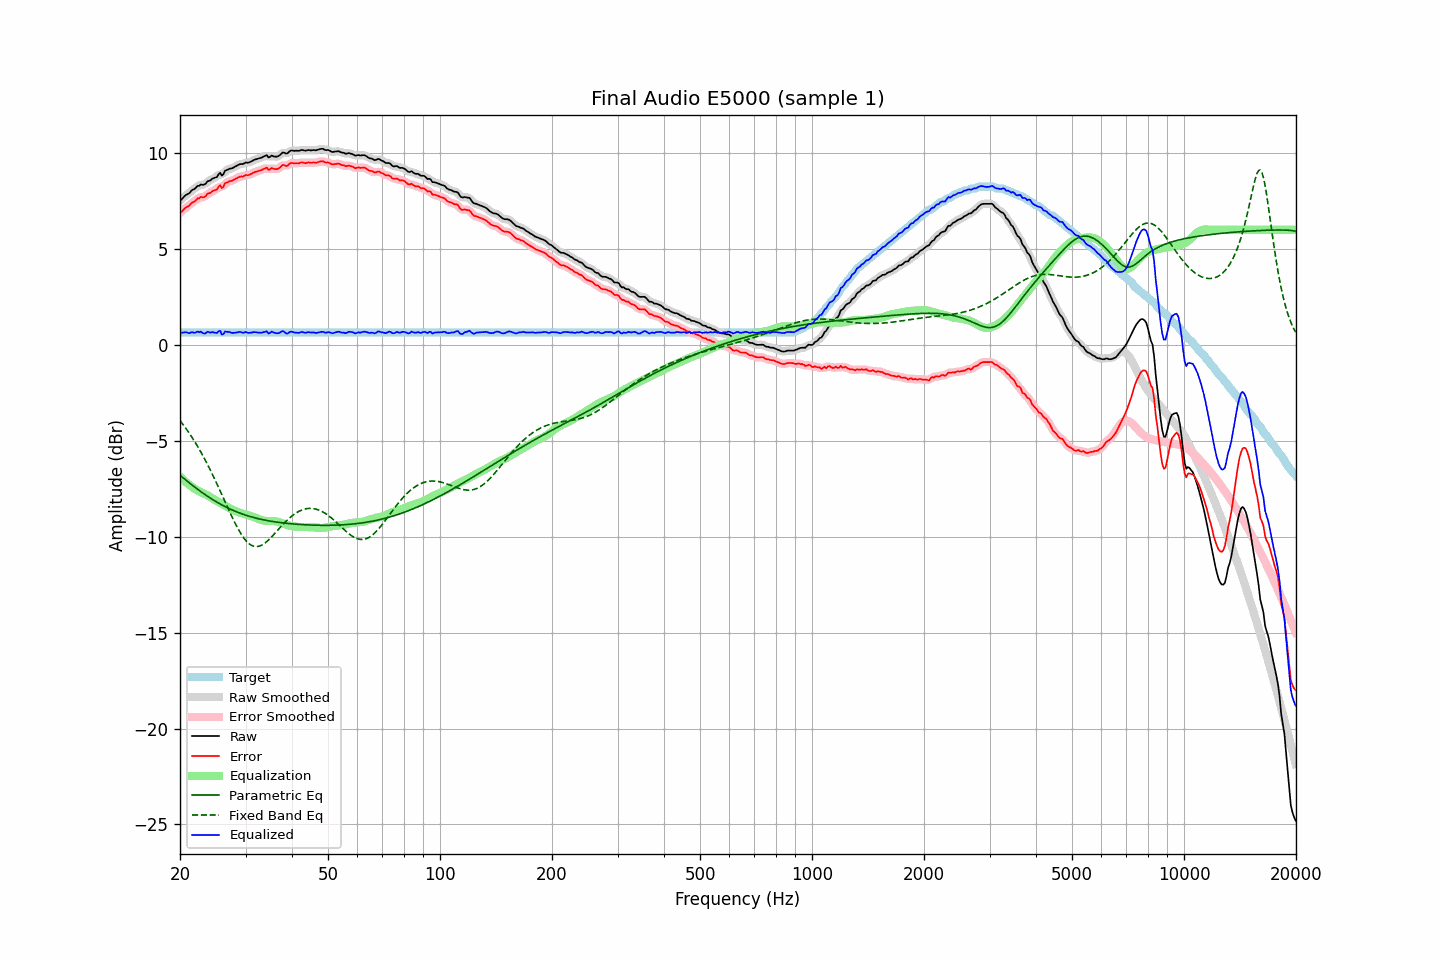 Final Audio E5000 (sample 1)
Amplitude (dBr)
10
5
0
−5
−10
−15
−20
−25
Target
Raw Smoothed
Error Smoothed
Raw
Error
Equalization
Parametric Eq
Fixed Band Eq
Equalized
20 50 100 200 500 1000 2000 5000 10000 20000
Frequency (Hz)